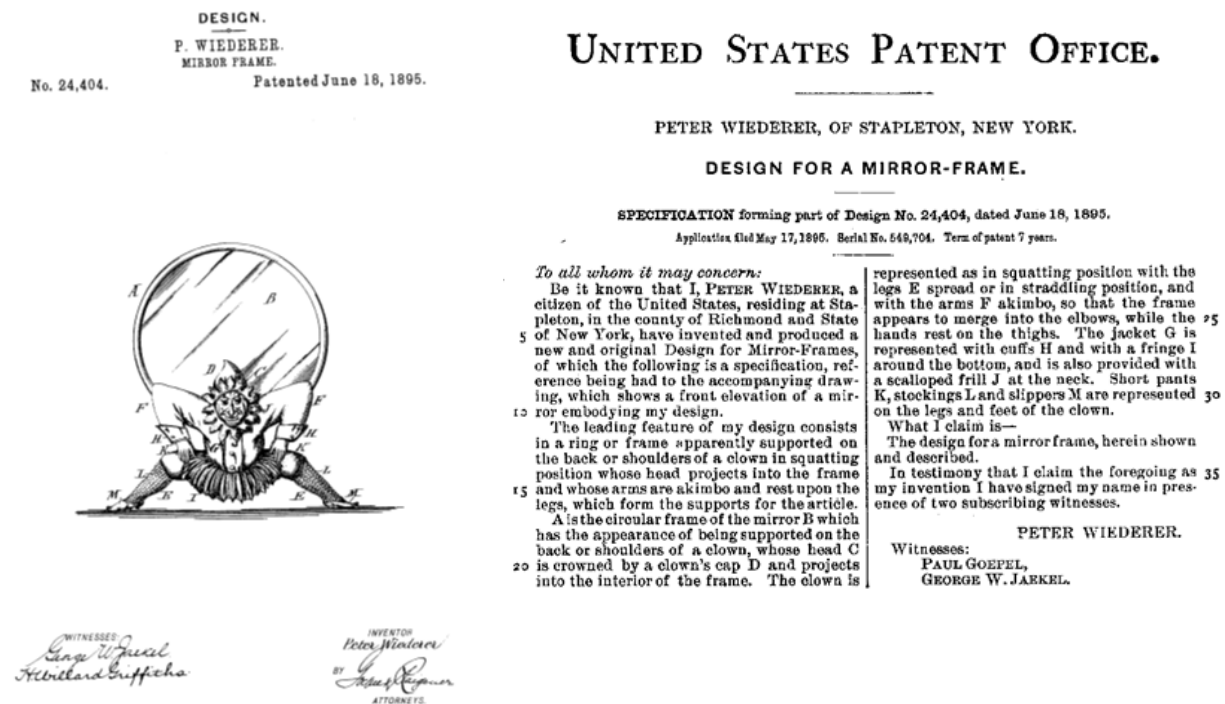 DESIGN.
P. WIEDERER.
MIRROR FRAME.
No. 24,404.
Patented June 18, 1895.
A
B
D
C
F
F
J
H
H
K
G
K
L
L
M
E
I
E
M
WITNESSES:
George W Jaekel
H Willard Griffiths
INVENTOR
Peter Wiederer
BY
ATTORNEYS.
UNITED STATES PATENT OFFICE.
PETER WIEDERER, OF STAPLETON, NEW YORK.
DESIGN FOR A MIRROR-FRAME.
SPECIFICATION forming part of Design No. 24,404, dated June 18, 1895.
Application filed May 17, 1895. Serial No. 549,704. Term of patent 7 years.
To all whom it may concern:
Be it known that I, PETER WIEDERER, a
citizen of the United States, residing at Sta-
pleton, in the county of Richmond and State
5 of New York, have invented and produced a
new and original Design for Mirror-Frames,
of which the following is a specification, ref-
erence being had to the accompanying draw-
ing, which shows a front elevation of a mir-
10 ror embodying my design.
The leading feature of my design consists
in a ring or frame apparently supported on
the back or shoulders of a clown in squatting
position whose head projects into the frame
15 and whose arms are akimbo and rest upon the
legs, which form the supports for the article.
A is the circular frame of the mirror B which
has the appearance of being supported on the
back or shoulders of a clown, whose head C
20 is crowned by a clown's cap D and projects
into the interior of the frame. The clown is
represented as in squatting position with the
legs E spread or in straddling position, and
with the arms F akimbo, so that the frame
appears to merge into the elbows, while the 25
hands rest on the thighs. The jacket G is
represented with cuffs H and with a fringe I
around the bottom, and is also provided with
a scalloped frill J at the neck. Short pants
K, stockings L and slippers M are represented 30
on the legs and feet of the clown.
What I claim is—
The design for a mirror frame, herein shown
and described.
In testimony that I claim the foregoing as 35
my invention I have signed my name in pres-
ence of two subscribing witnesses.
PETER WIEDERER.
Witnesses:
PAUL GOEPEL,
GEORGE W. JAEKEL.